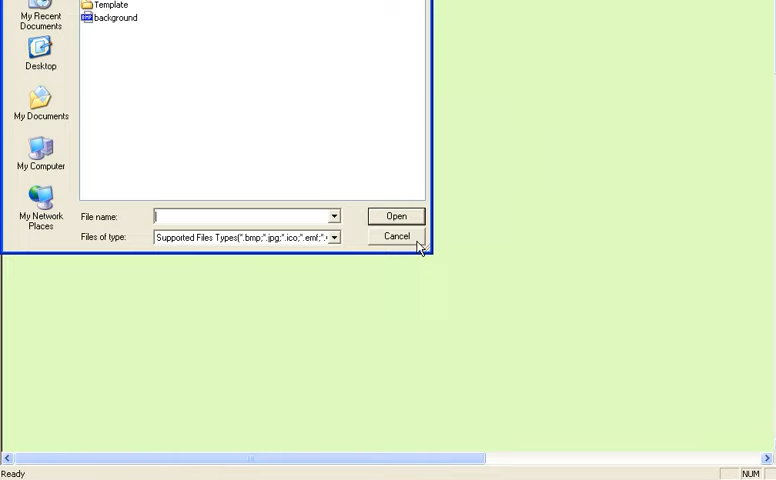 Template
My Recent
Documents
background
Desktop
My Documents
My Computer
My Network
Places
File name:
Open
Files of type:
Supported Files Types(*.bmp;*.jpg;*.ico;*.emf;*.
Cancel
Ready
NUM